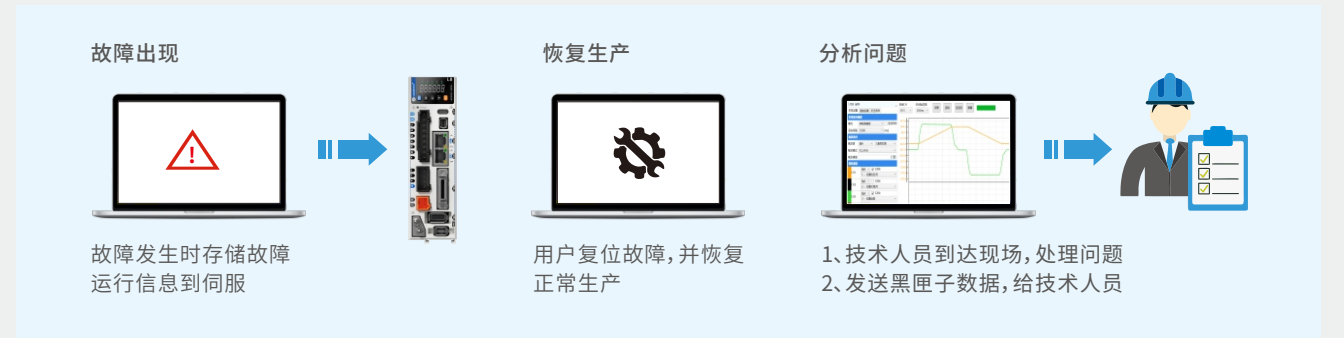 故障出现
恢复生产
分析问题
故障发生时存储故障
运行信息到伺服
用户复位故障,并恢复
正常生产
1、技术人员到达现场,处理问题
2、发送黑匣子数据,给技术人员